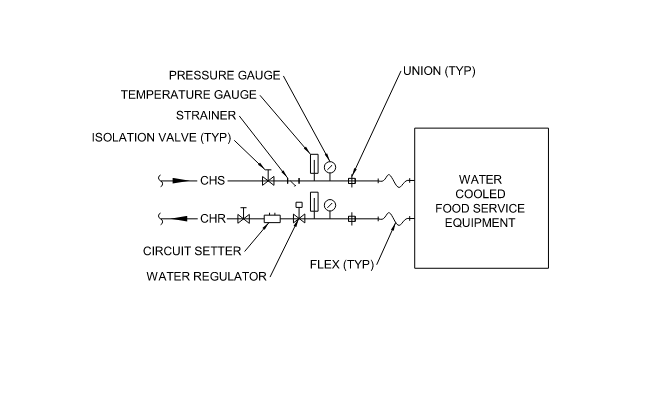 PRESSURE GAUGE
UNION (TYP)
TEMPERATURE GAUGE
STRAINER
ISOLATION VALVE (TYP)
CHS
WATER
COOLED
FOOD SERVICE
EQUIPMENT
CHR
CIRCUIT SETTER
FLEX (TYP)
WATER REGULATOR